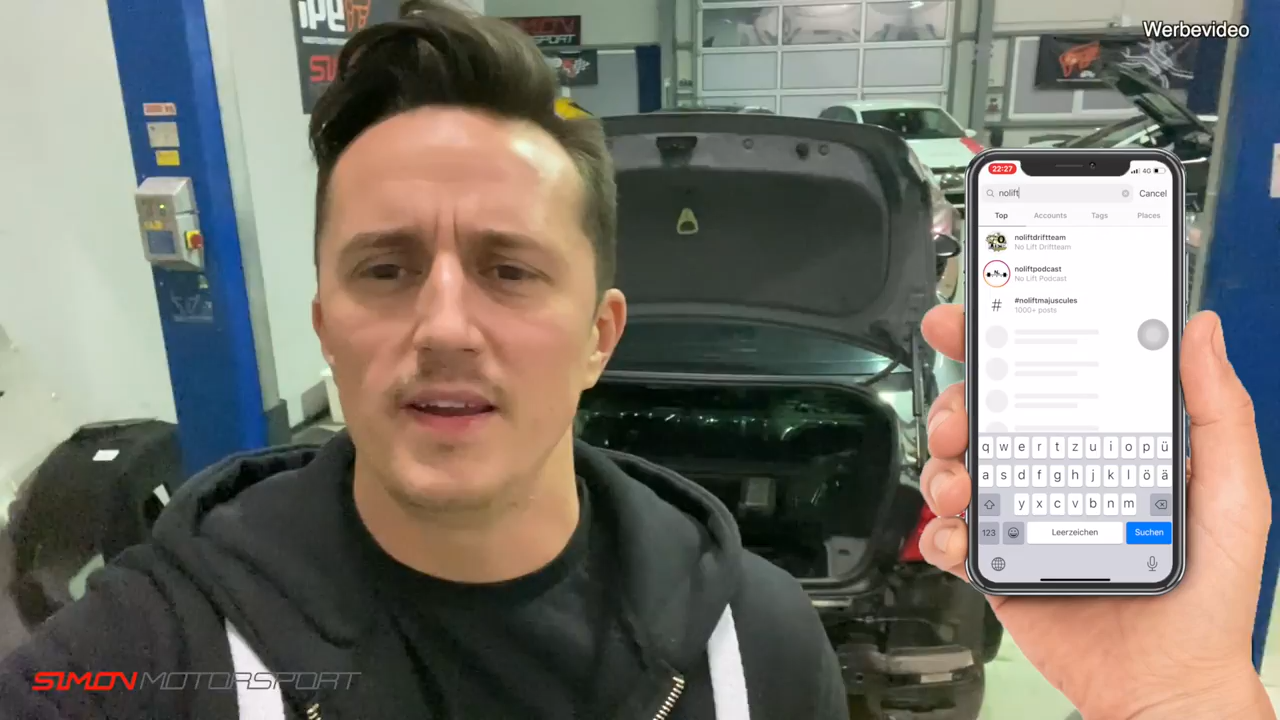 Werbevideo
SIMON MOTORSPORT
22:27
4G
nolift
Cancel
Top Accounts Tags Places
noliftdriftteam
No Lift Driftteam
noliftpodcast
No Lift Podcast
# #noliftmajuscules
1000+ posts
q w e r t z u i o p ü
a s d f g h j k l ö ä
y x c v b n m
123 Leerzeichen Suchen